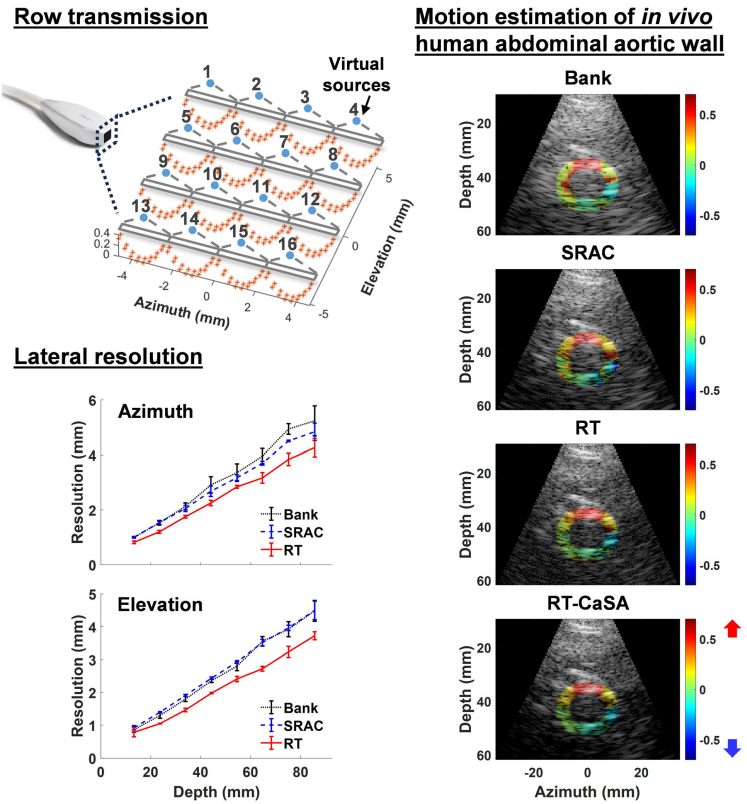 Row transmission
Virtual
sources
1
2
3
4
5
6
7
8
9
10
11
12
13
14
15
16
0.4
0.2
0
-4
-2
0
2
4
-5
0
5
Azimuth (mm)
Elevation (mm)
Lateral resolution
Azimuth
Resolution (mm)
6
4
2
0
Bank
SRAC
RT
Elevation
Resolution (mm)
5
4
3
2
1
0
Bank
SRAC
RT
0
20
40
60
80
Depth (mm)
Motion estimation of in vivo
human abdominal aortic wall
Bank
Depth (mm)
20
40
60
0.5
0
-0.5
SRAC
Depth (mm)
20
40
60
0.5
0
-0.5
RT
Depth (mm)
20
40
60
0.5
0
-0.5
RT-CaSA
Depth (mm)
20
40
60
0.5
0
-0.5
-20
0
20
Azimuth (mm)